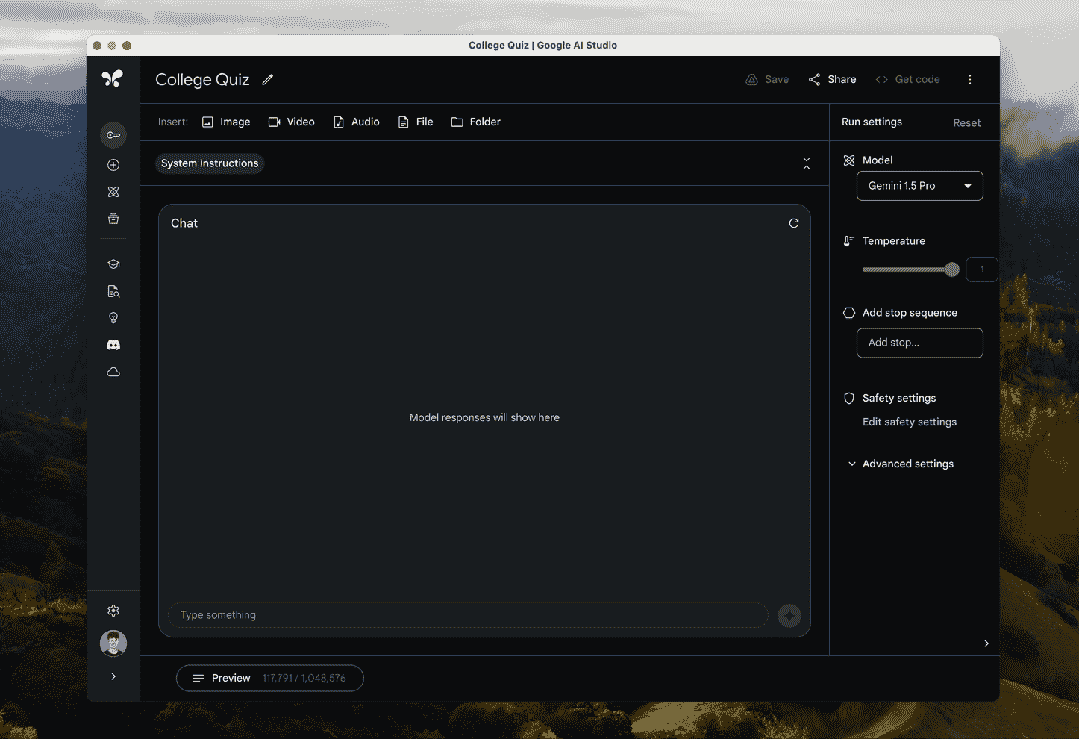 College Quiz | Google AI Studio
College Quiz
Save
Share
Get code
Insert:
Image
Video
Audio
File
Folder
Run settings
Reset
System Instructions
Model
Gemini 1.5 Pro
Chat
Temperature
1
Add stop sequence
Add stop...
Safety settings
Edit safety settings
Model responses will show here
Advanced settings
Type something
Preview 117,791 / 1,048,576